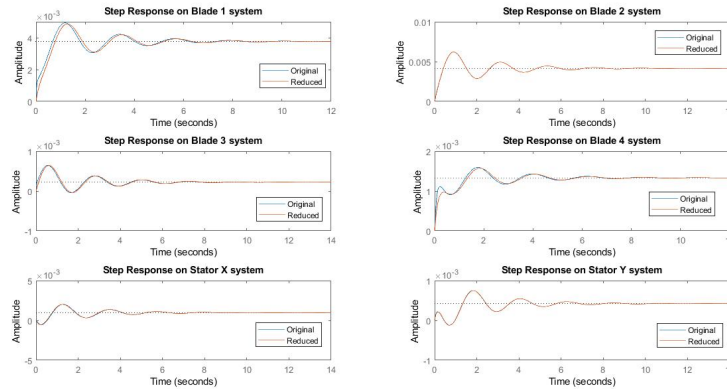 Step Response on Blade 1 system
×10⁻³
4
2
0
Amplitude
Original
Reduced
0 2 4 6 8 10 12
Time (seconds)
Step Response on Blade 2 system
0.01
0.005
0
Amplitude
Original
Reduced
0 2 4 6 8 10 12
Time (seconds)
Step Response on Blade 3 system
×10⁻³
1
0
-1
Amplitude
Original
Reduced
0 2 4 6 8 10 12 14
Time (seconds)
Step Response on Blade 4 system
×10⁻³
2
1
0
Amplitude
Original
Reduced
0 2 4 6 8 10 12
Time (seconds)
Step Response on Stator X system
×10⁻³
5
0
-5
Amplitude
Original
Reduced
0 2 4 6 8 10 12 14
Time (seconds)
Step Response on Stator Y system
×10⁻³
1
0
-1
Amplitude
Original
Reduced
0 2 4 6 8 10 12 14
Time (seconds)